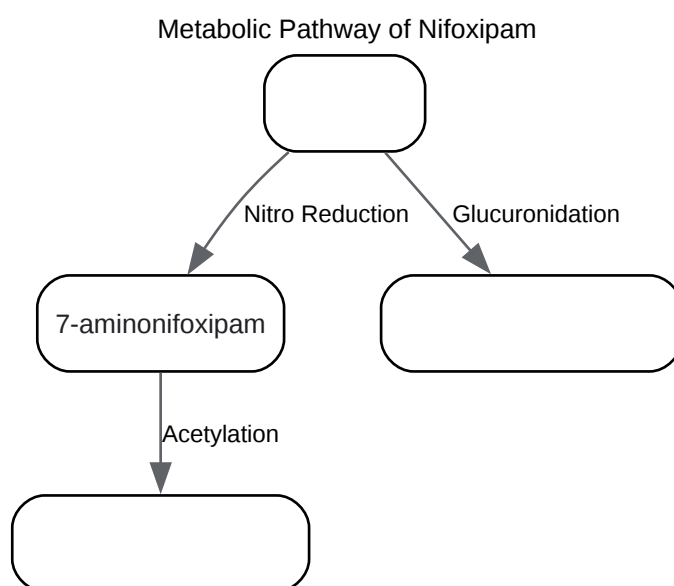 Metabolic Pathway of Nifoxipam
Nitro Reduction
Glucuronidation
7-aminonifoxipam
Acetylation